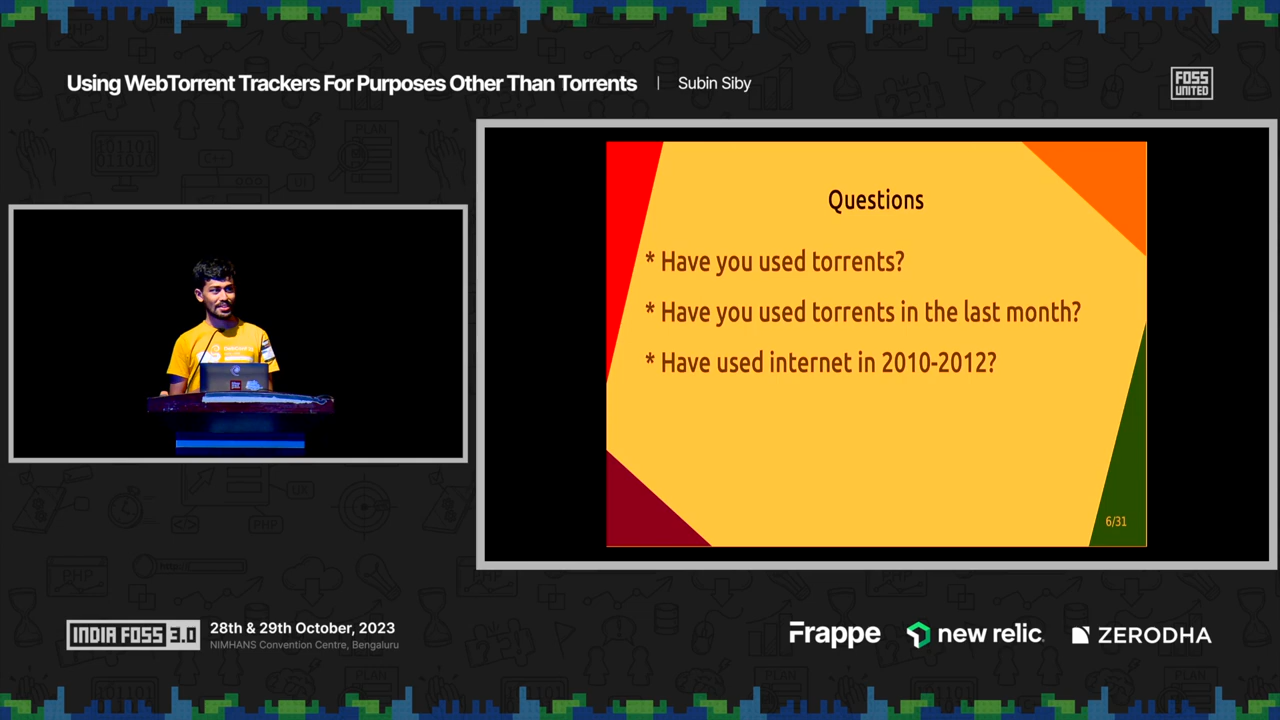 Using WebTorrent Trackers For Purposes Other Than Torrents | Subin Siby
FOSS
UNITED
Questions
* Have you used torrents?
* Have you used torrents in the last month?
* Have used internet in 2010-2012?
6/31
INDIA FOSS 3.0
28th & 29th October, 2023
NIMHANS Convention Centre, Bengaluru
Frappe
new relic
ZERODHA